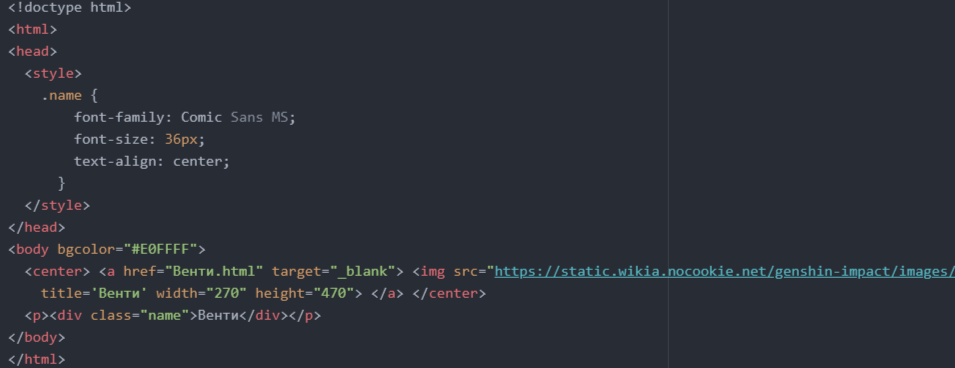 <!doctype html>
<html>
<head>
<style>
.name {
font-family: Comic Sans MS;
font-size: 36px;
text-align: center;
}
</style>
</head>
<body bgcolor="#E0FFFF">
<center> <a href="Венти.html" target="_blank"> <img src="https://static.wikia.nocookie.net/genshin-impact/images/
title='Венти' width="270" height="470"> </a> </center>
<p><div class="name">Венти</div></p>
</body>
</html>